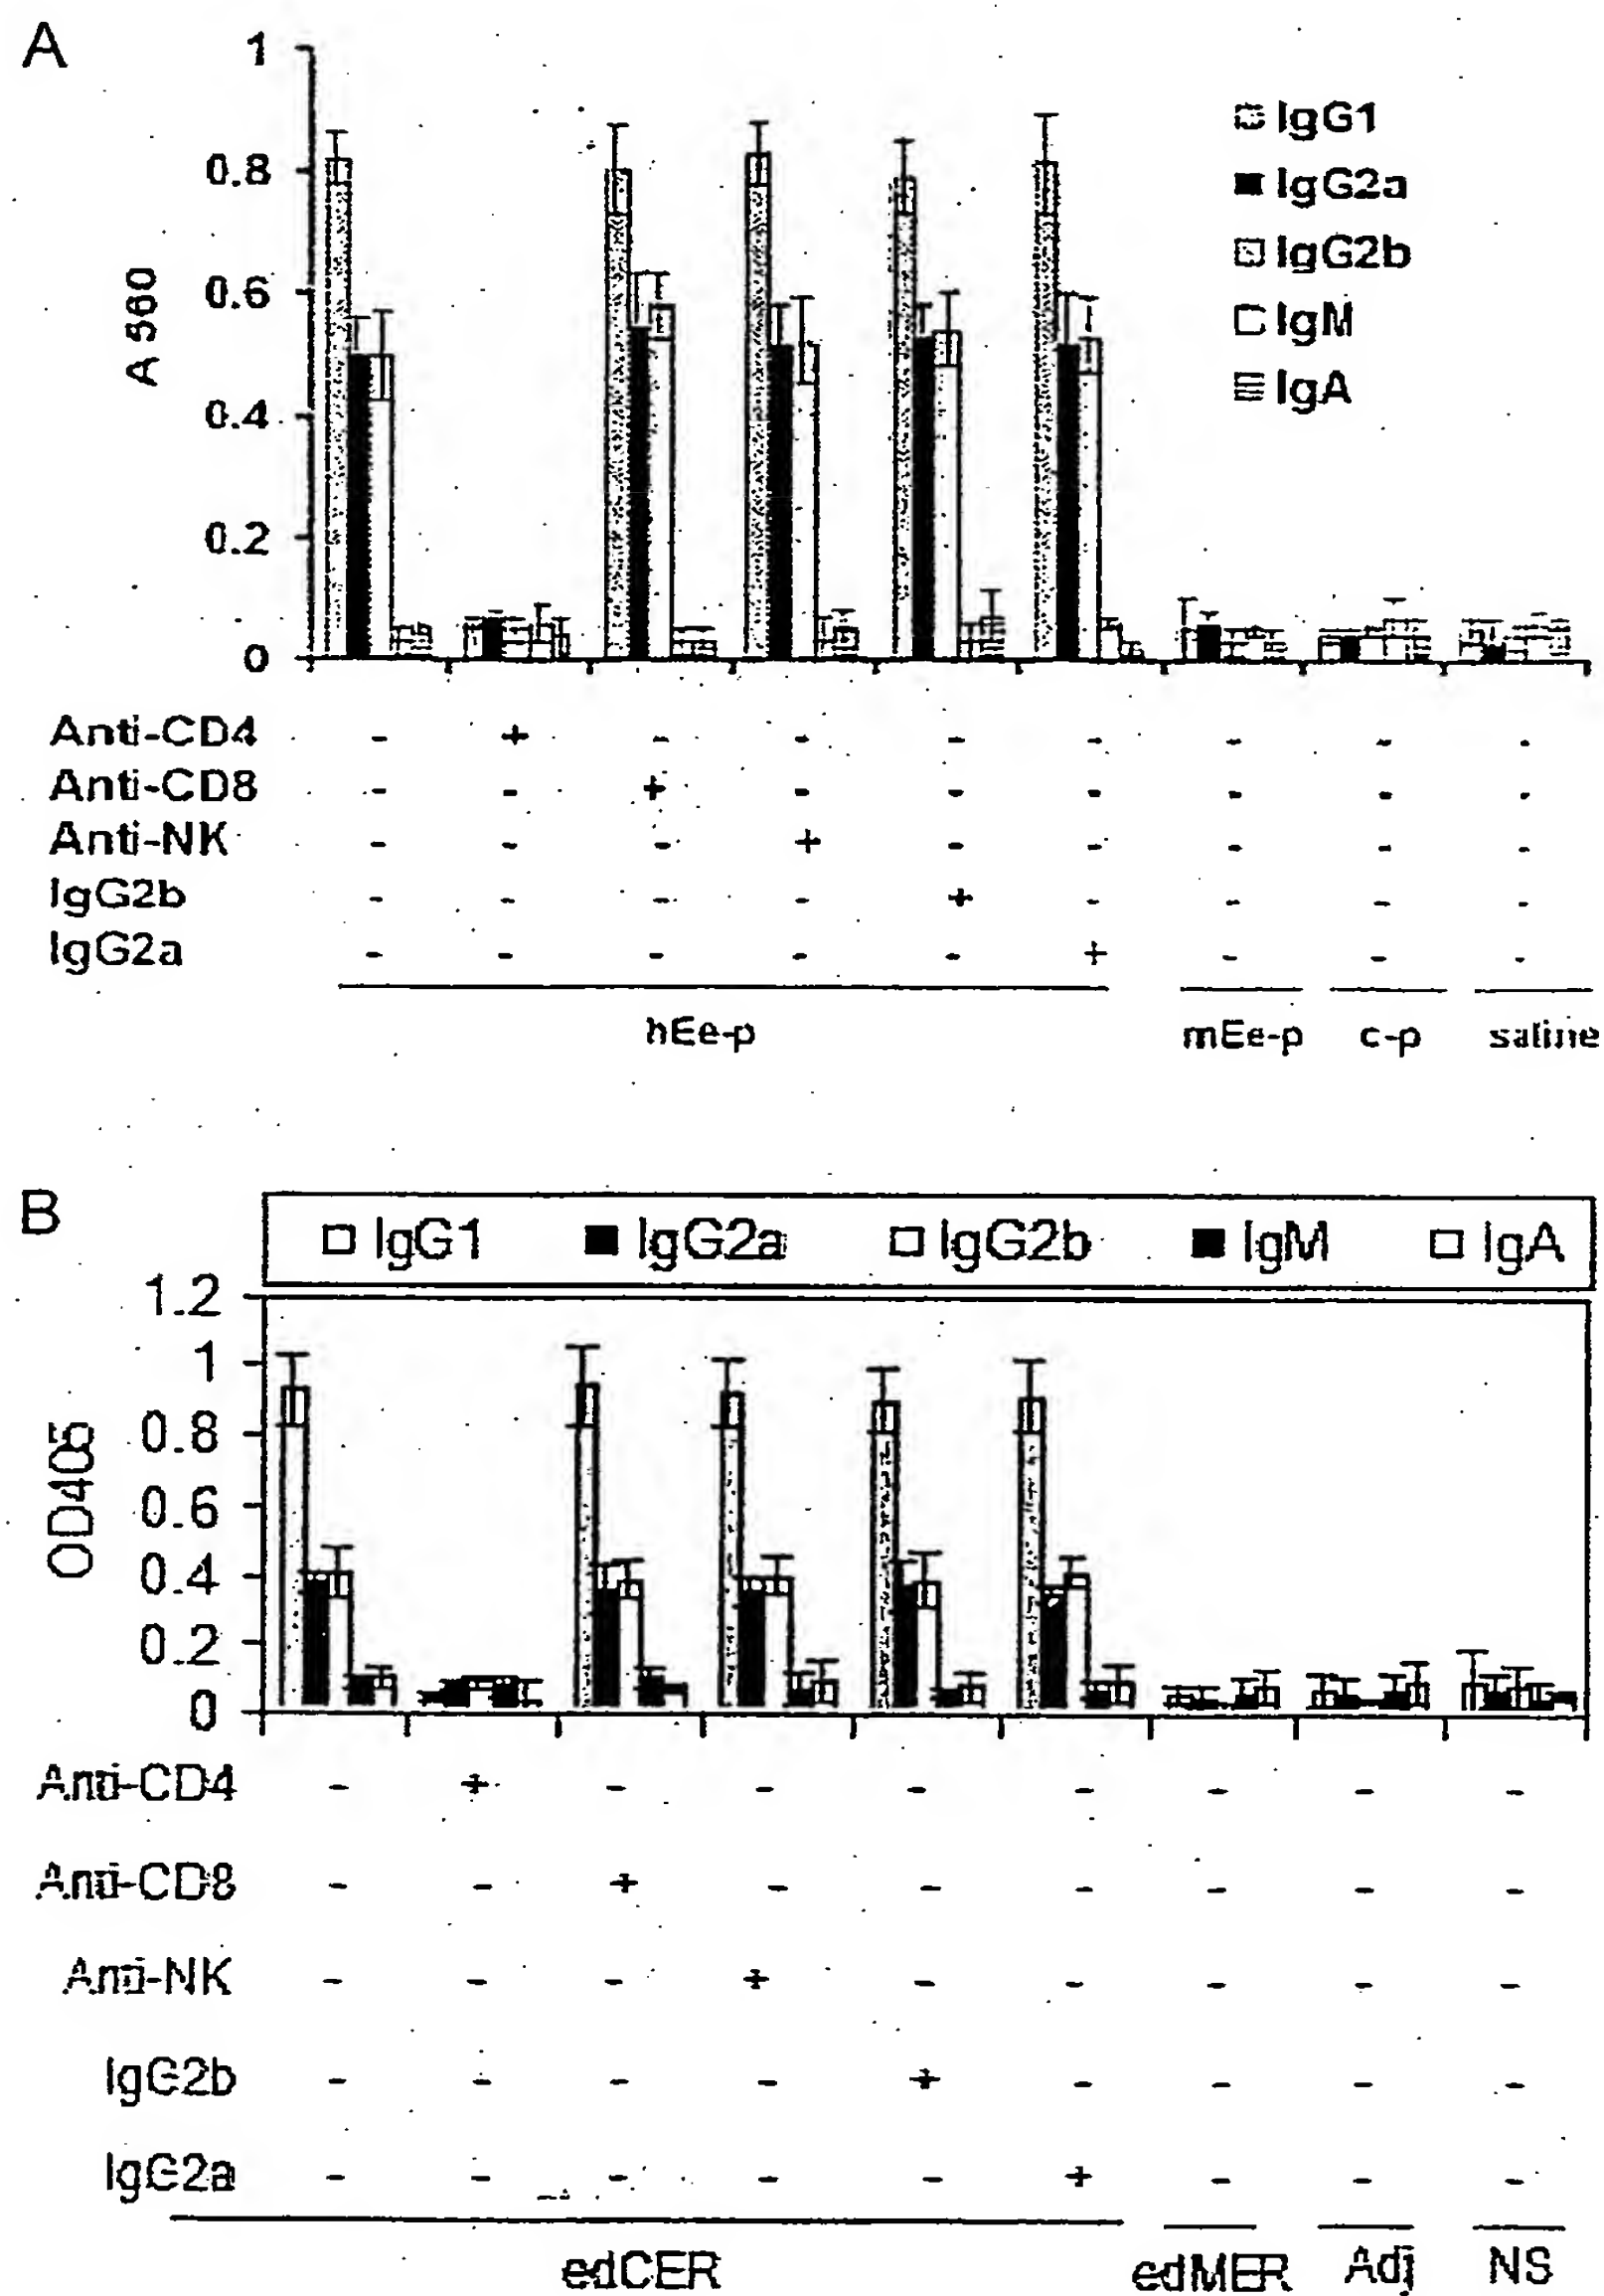 A
1
0.8
0.6
0.4
0.2
0
A 560
IgG1
IgG2a
IgG2b
IgM
IgA
Anti-CD4 - + - - - - - - -
Anti-CD8 - - + - - - - - -
Anti-NK - - - + - - - - -
IgG2b - - - - + - - - -
IgG2a - - - - - + - - -
hEe-p mEe-p c-p saline
B
IgG1 IgG2a IgG2b IgM IgA
1.2
1
0.8
0.6
0.4
0.2
0
OD405
Anti-CD4 - + - - - - - - -
Anti-CD8 - - + - - - - - -
Anti-NK - - - + - - - - -
IgG2b - - - - + - - - -
IgG2a - - - - - + - - -
edCER edMER Adj NS